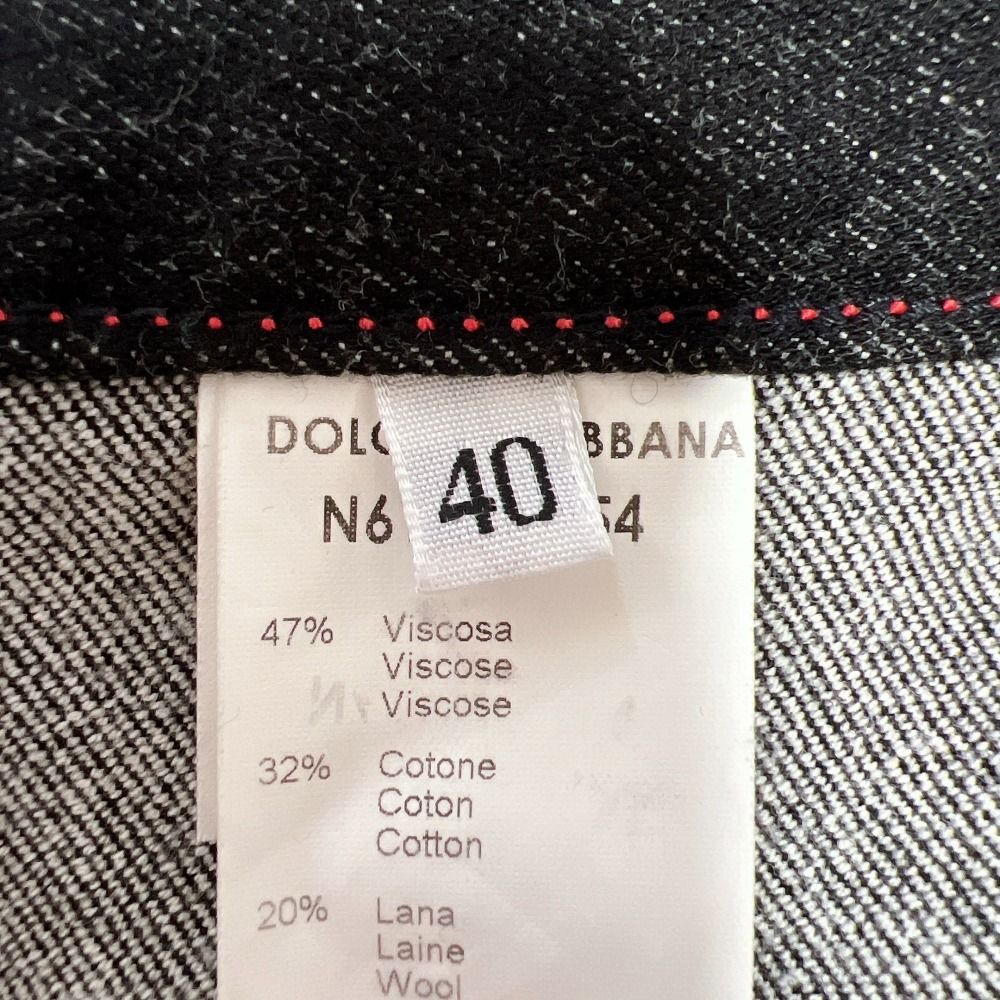 DOLC BBANA
40
N6 54
47% Viscosa
Viscose
Viscose
32% Cotone
Coton
Cotton
20% Lana
Laine
Wool